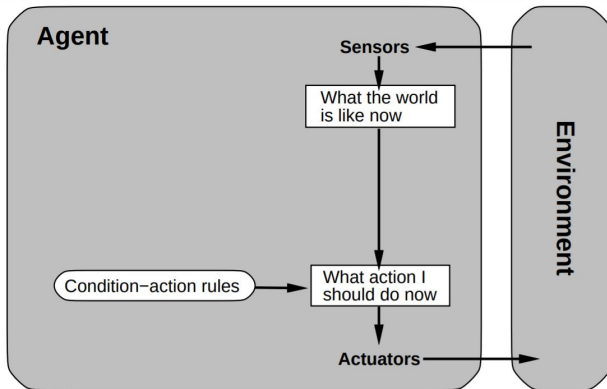 Agent
Sensors
What the world
is like now
Environment
Condition−action rules
What action I
should do now
Actuators